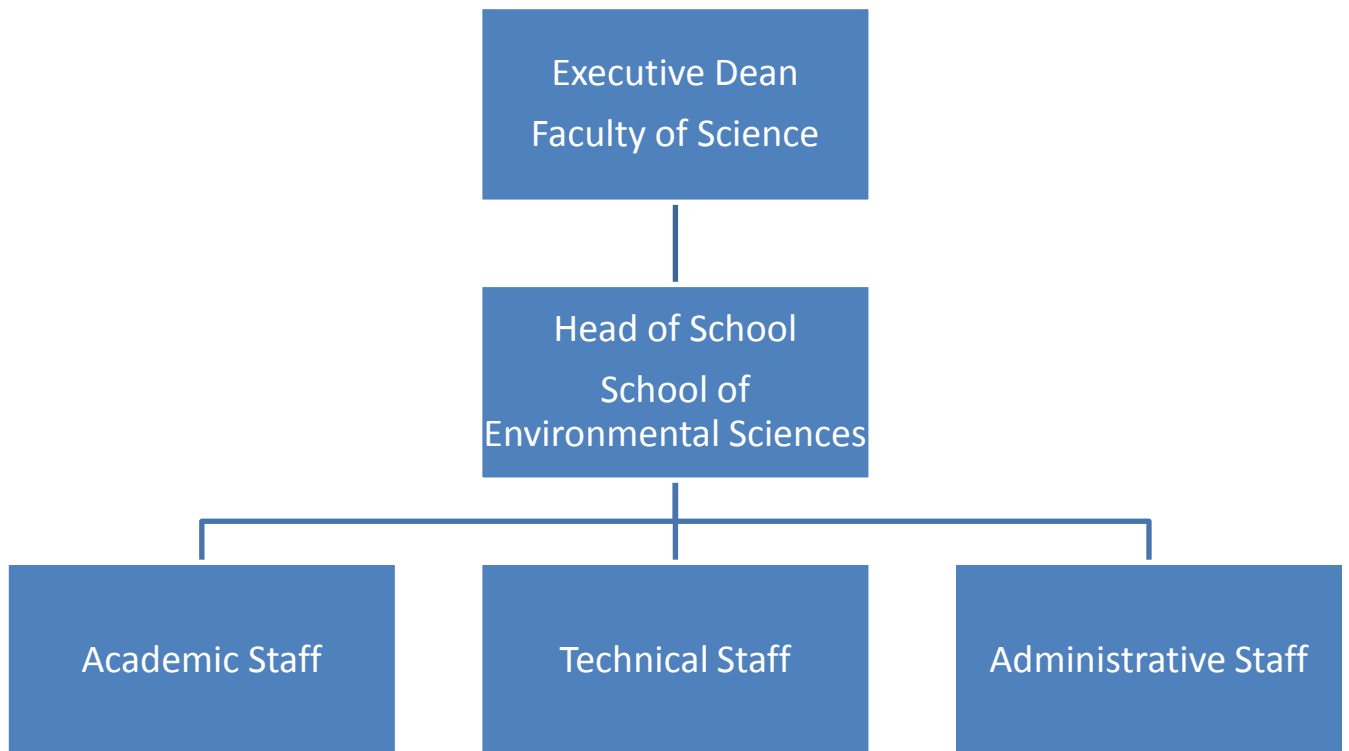 Executive Dean
Faculty of Science
Head of School
School of
Environmental Sciences
Academic Staff
Technical Staff
Administrative Staff